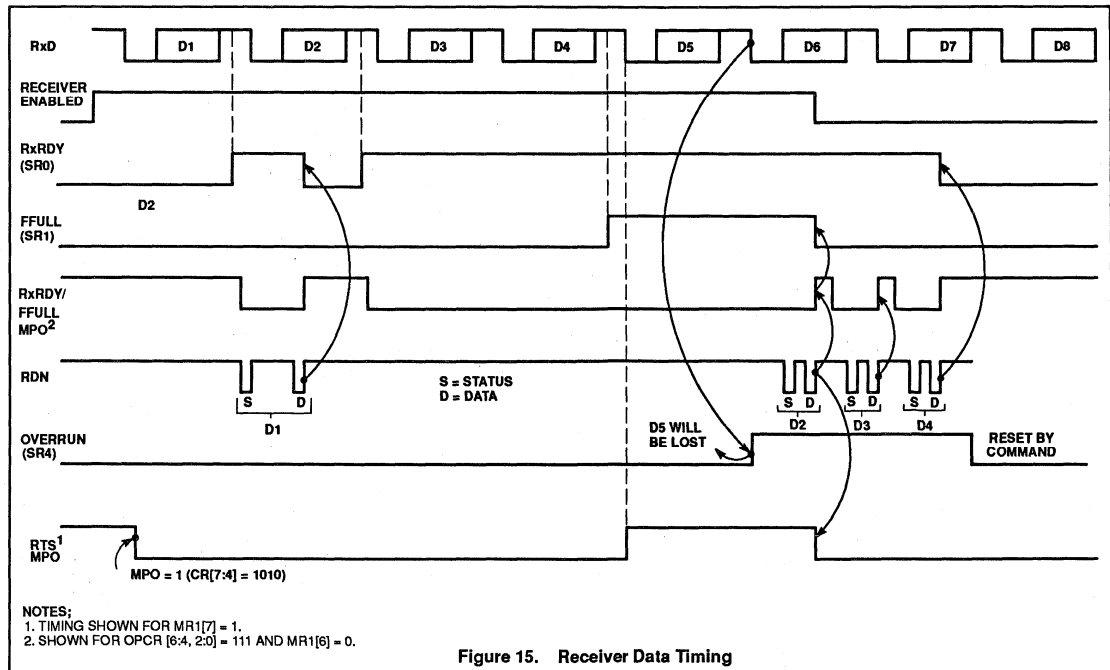 RxD D1 D2 D3 D4 D5 D6 D7 D8
RECEIVER
ENABLED
RxRDY
(SR0)
D2
FFULL
(SR1)
RxRDY/
FFULL
MPO2
RDN
S D S D S D S D
D1 D2 D3 D4
S = STATUS
D = DATA
D5 WILL
BE LOST
OVERRUN
(SR4)
RESET BY
COMMAND
RTS1
MPO
MPO = 1 (CR[7:4] = 1010)
NOTES;
1. TIMING SHOWN FOR MR1[7] = 1.
2. SHOWN FOR OPCR [6:4, 2:0] = 111 AND MR1[6] = 0.
Figure 15. Receiver Data Timing